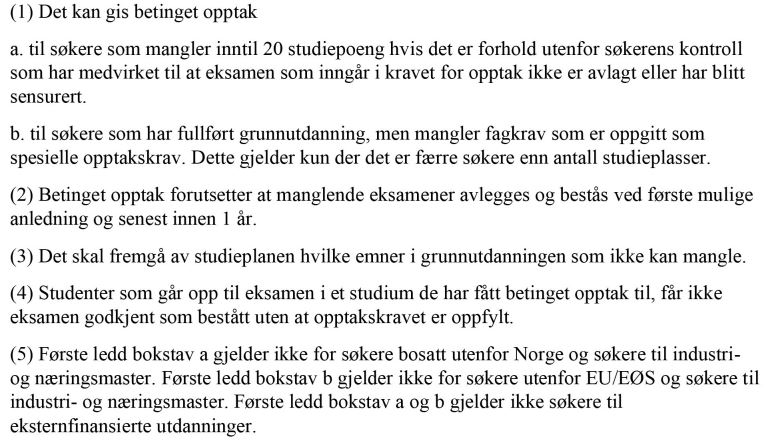 (1) Det kan gis betinget opptak
a. til søkere som mangler inntil 20 studiepoeng hvis det er forhold utenfor søkerens kontroll
som har medvirket til at eksamen som inngår i kravet for opptak ikke er avlagt eller har blitt
sensurert.
b. til søkere som har fullført grunnutdanning, men mangler fagkrav som er oppgitt som
spesielle opptakskrav. Dette gjelder kun der det er færre søkere enn antall studieplasser.
(2) Betinget opptak forutsetter at manglende eksamener avlegges og bestås ved første mulige
anledning og senest innen 1 år.
(3) Det skal fremgå av studieplanen hvilke emner i grunnutdanningen som ikke kan mangle.
(4) Studenter som går opp til eksamen i et studium de har fått betinget opptak til, får ikke
eksamen godkjent som bestått uten at opptakskravet er oppfylt.
(5) Første ledd bokstav a gjelder ikke for søkere bosatt utenfor Norge og søkere til industri-
og næringsmaster. Første ledd bokstav b gjelder ikke for søkere utenfor EU/EØS og søkere til
industri- og næringsmaster. Første ledd bokstav a og b gjelder ikke søkere til
eksternfinansierte utdanninger.